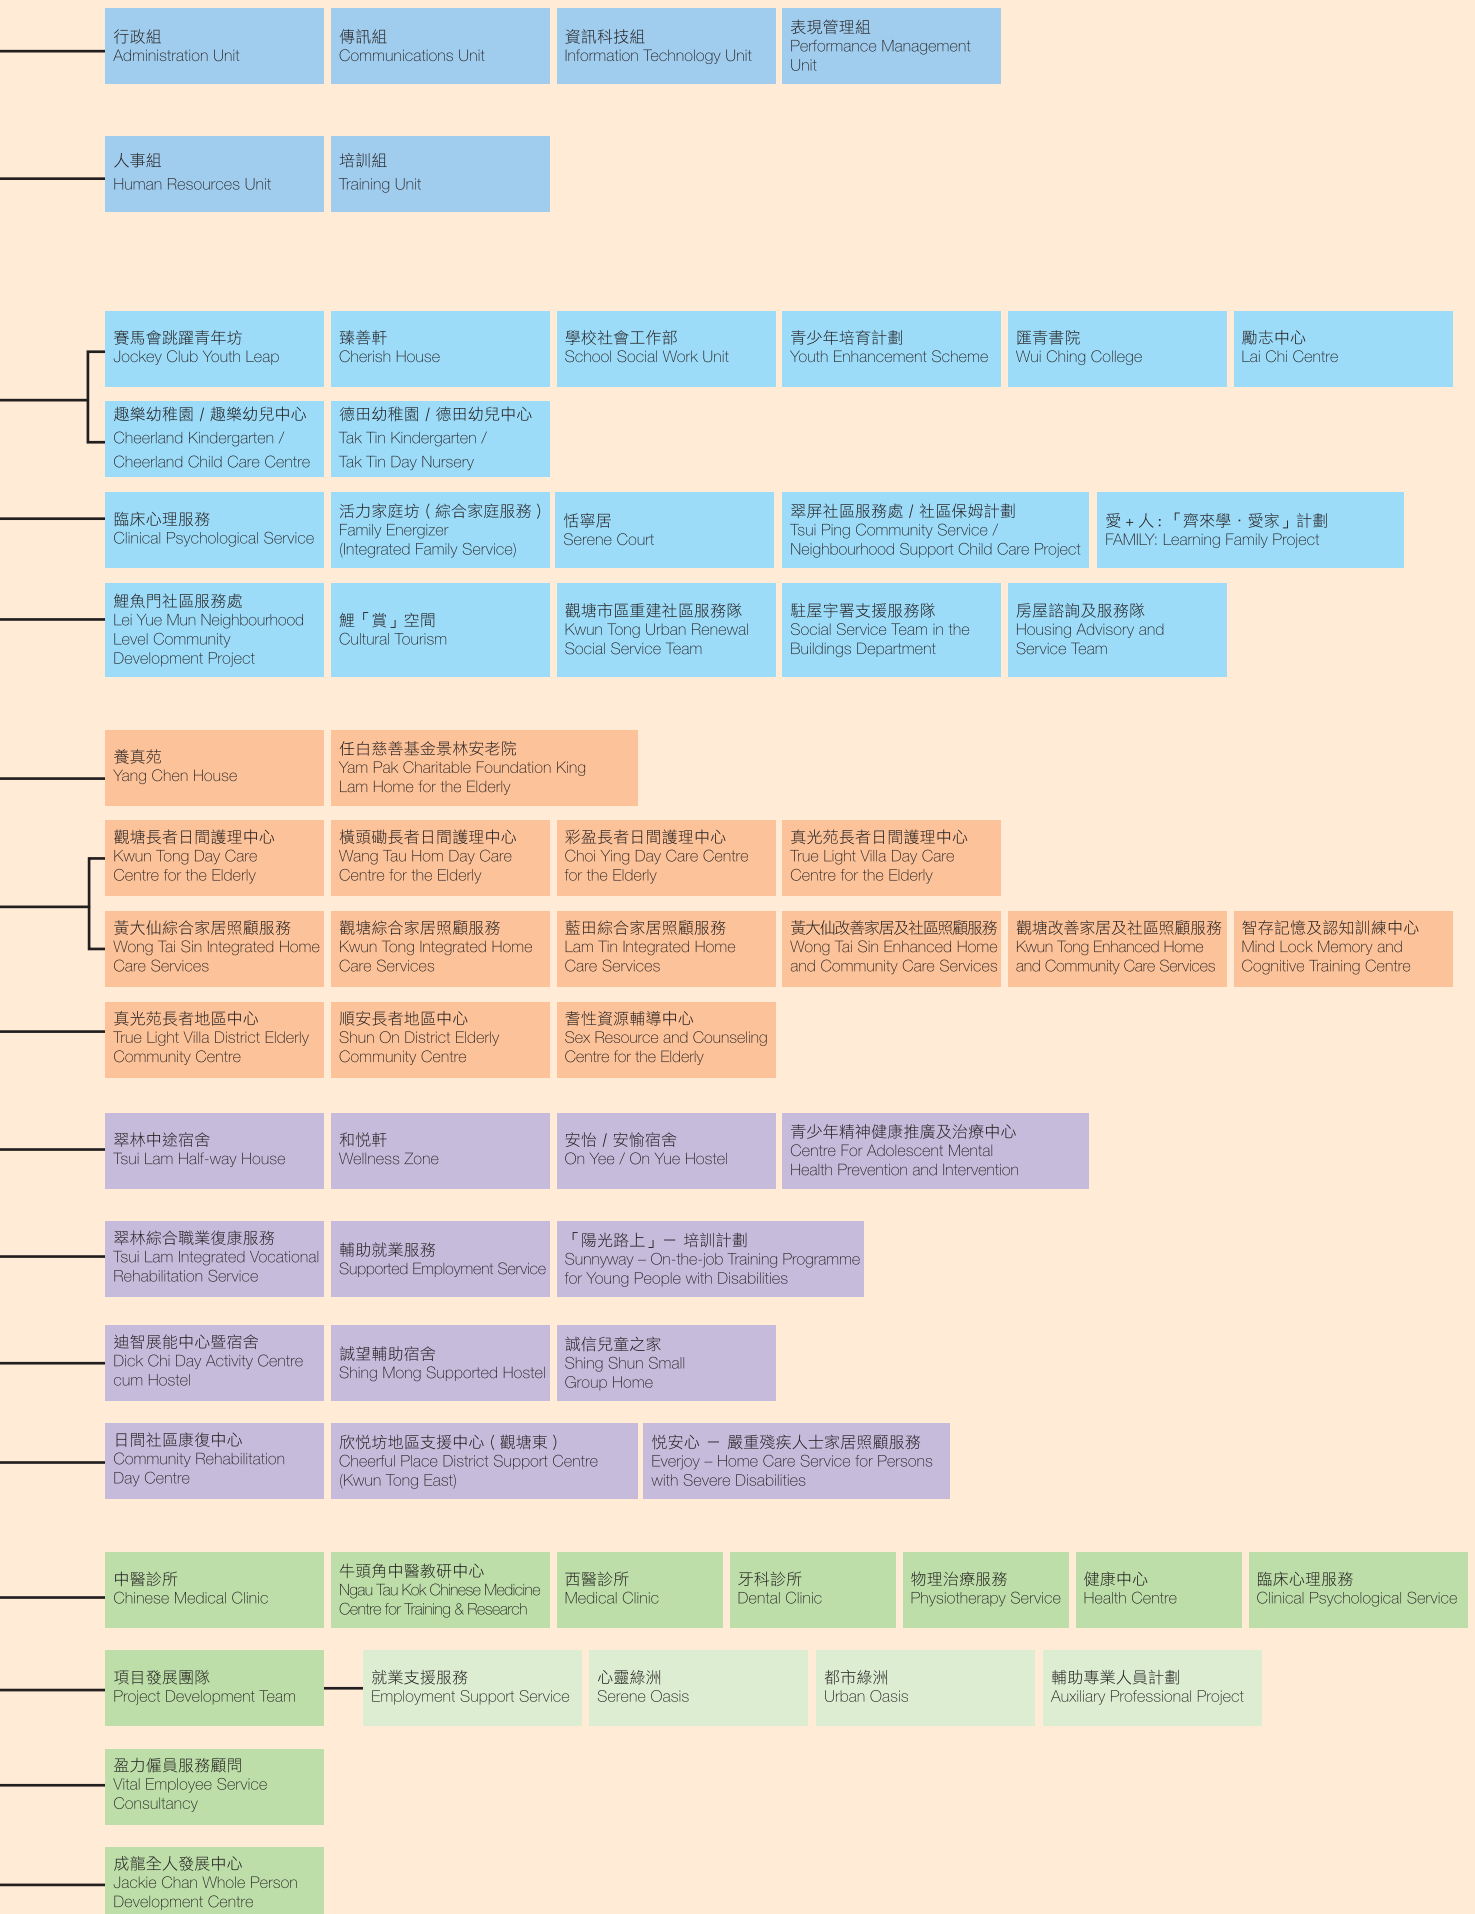 行政組
Administration Unit
傳訊組
Communications Unit
資訊科技組
Information Technology Unit
表現管理組
Performance Management
Unit
人事組
Human Resources Unit
培訓組
Training Unit
賽馬會跳躍青年坊
Jockey Club Youth Leap
臻善軒
Cherish House
學校社會工作部
School Social Work Unit
青少年培育計劃
Youth Enhancement Scheme
匯青書院
Wui Ching College
勵志中心
Lai Chi Centre
趣樂幼稚園 / 趣樂幼兒中心
Cheerland Kindergarten /
Cheerland Child Care Centre
德田幼稚園 / 德田幼兒中心
Tak Tin Kindergarten /
Tak Tin Day Nursery
臨床心理服務
Clinical Psychological Service
活力家庭坊 ( 綜合家庭服務 )
Family Energizer
(Integrated Family Service)
恬寧居
Serene Court
翠屏社區服務處 / 社區保姆計劃
Tsui Ping Community Service /
Neighbourhood Support Child Care Project
愛 + 人 : 「齊來學 · 愛家」計劃
FAMILY: Learning Family Project
鯉魚門社區服務處
Lei Yue Mun Neighbourhood
Level Community
Development Project
鯉「賞」空間
Cultural Tourism
觀塘市區重建社區服務隊
Kwun Tong Urban Renewal
Social Service Team
駐屋宇署支援服務隊
Social Service Team in the
Buildings Department
房屋諮詢及服務隊
Housing Advisory and
Service Team
養真苑
Yang Chen House
任白慈善基金景林安老院
Yam Pak Charitable Foundation King
Lam Home for the Elderly
觀塘長者日間護理中心
Kwun Tong Day Care
Centre for the Elderly
橫頭磡長者日間護理中心
Wang Tau Hom Day Care
Centre for the Elderly
彩盈長者日間護理中心
Choi Ying Day Care Centre
for the Elderly
真光苑長者日間護理中心
True Light Villa Day Care
Centre for the Elderly
黃大仙綜合家居照顧服務
Wong Tai Sin Integrated Home
Care Services
觀塘綜合家居照顧服務
Kwun Tong Integrated Home
Care Services
藍田綜合家居照顧服務
Lam Tin Integrated Home
Care Services
黃大仙改善家居及社區照顧服務
Wong Tai Sin Enhanced Home
and Community Care Services
觀塘改善家居及社區照顧服務
Kwun Tong Enhanced Home
and Community Care Services
智存記憶及認知訓練中心
Mind Lock Memory and
Cognitive Training Centre
真光苑長者地區中心
True Light Villa District Elderly
Community Centre
順安長者地區中心
Shun On District Elderly
Community Centre
耆性資源輔導中心
Sex Resource and Counseling
Centre for the Elderly
翠林中途宿舍
Tsui Lam Half-way House
和悅軒
Wellness Zone
安怡 / 安愉宿舍
On Yee / On Yue Hostel
青少年精神健康推廣及治療中心
Centre For Adolescent Mental
Health Prevention and Intervention
翠林綜合職業復康服務
Tsui Lam Integrated Vocational
Rehabilitation Service
輔助就業服務
Supported Employment Service
「陽光路上」— 培訓計劃
Sunnyway – On-the-job Training Programme
for Young People with Disabilities
迪智展能中心暨宿舍
Dick Chi Day Activity Centre
cum Hostel
誠望輔助宿舍
Shing Mong Supported Hostel
誠信兒童之家
Shing Shun Small
Group Home
日間社區康復中心
Community Rehabilitation
Day Centre
欣悅坊地區支援中心 ( 觀塘東 )
Cheerful Place District Support Centre
(Kwun Tong East)
悅安心 — 嚴重殘疾人士家居照顧服務
Everjoy – Home Care Service for Persons
with Severe Disabilities
中醫診所
Chinese Medical Clinic
牛頭角中醫教研中心
Ngau Tau Kok Chinese Medicine
Centre for Training & Research
西醫診所
Medical Clinic
牙科診所
Dental Clinic
物理治療服務
Physiotherapy Service
健康中心
Health Centre
臨床心理服務
Clinical Psychological Service
項目發展團隊
Project Development Team
就業支援服務
Employment Support Service
心靈綠洲
Serene Oasis
都市綠洲
Urban Oasis
輔助專業人員計劃
Auxiliary Professional Project
盈力僱員服務顧問
Vital Employee Service
Consultancy
成龍全人發展中心
Jackie Chan Whole Person
Development Centre